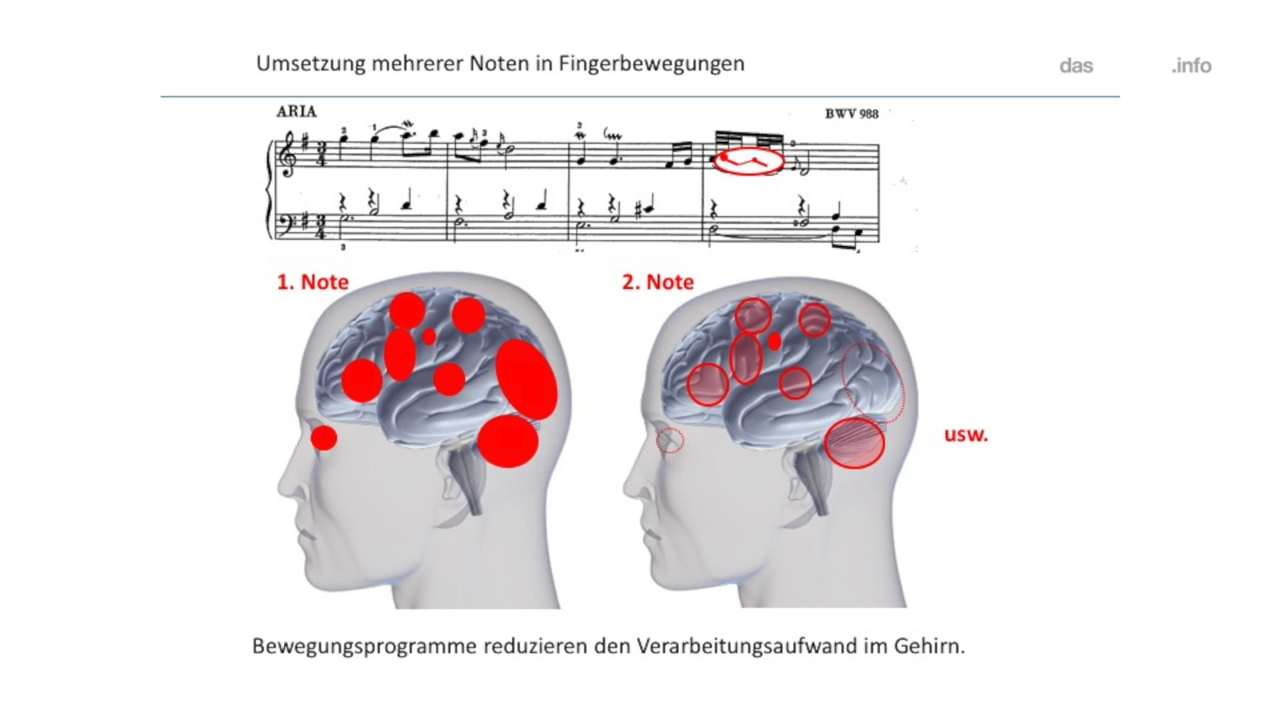 Umsetzung mehrerer Noten in Fingerbewegungen
das .info
ARIA BWV 988
1. Note 2. Note
usw.
Bewegungsprogramme reduzieren den Verarbeitungsaufwand im Gehirn.